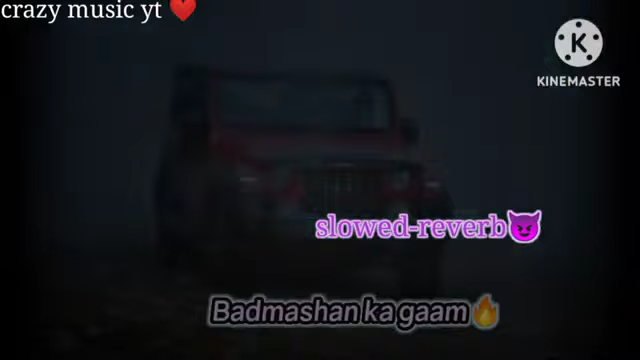 crazy music yt ❤️
KINEMASTER
slowed-reverb😈
Badmashan ka gaam🔥